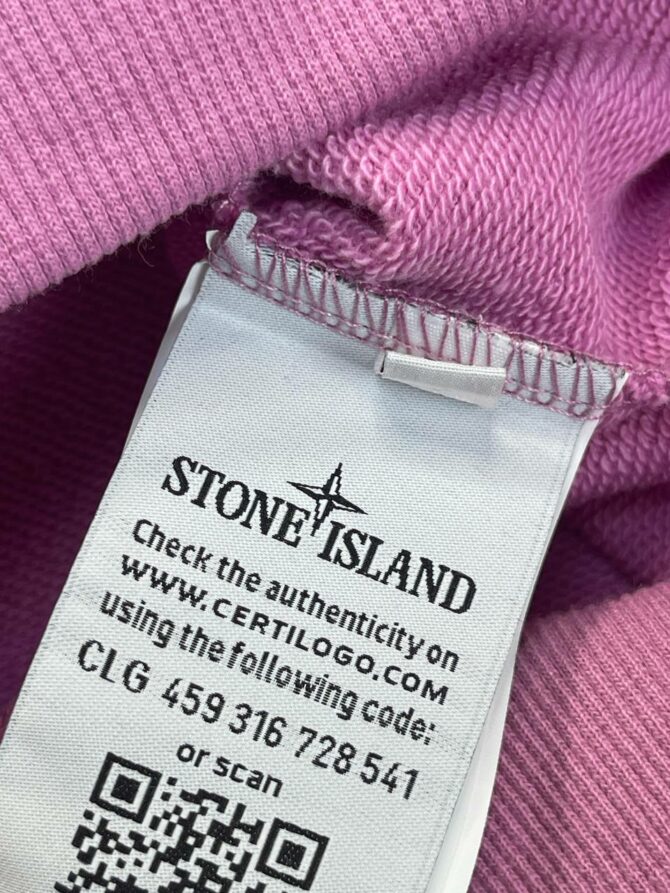 STONE ISLAND
Check the authenticity on
WWW.CERTILOGO.COM
using the following code:
CLG 459 316 728 541
or scan